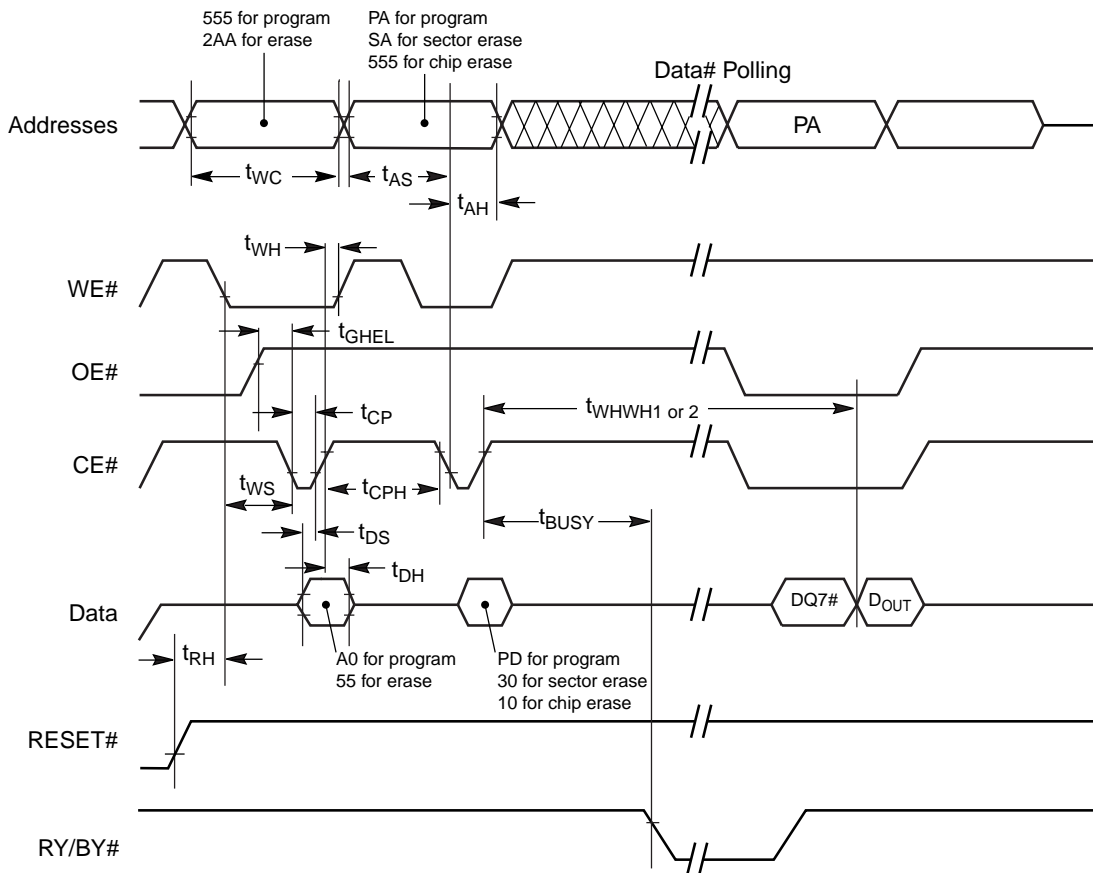 555 for program
2AA for erase
PA for program
SA for sector erase
555 for chip erase
Data# Polling
Addresses
PA
tWC
tAS
tAH
tWH
WE#
tGHEL
OE#
tWHWH1 or 2
tCP
CE#
tWS
tCPH
tBUSY
tDS
tDH
Data
DQ7#
DOUT
tRH
A0 for program
55 for erase
PD for program
30 for sector erase
10 for chip erase
RESET#
RY/BY#